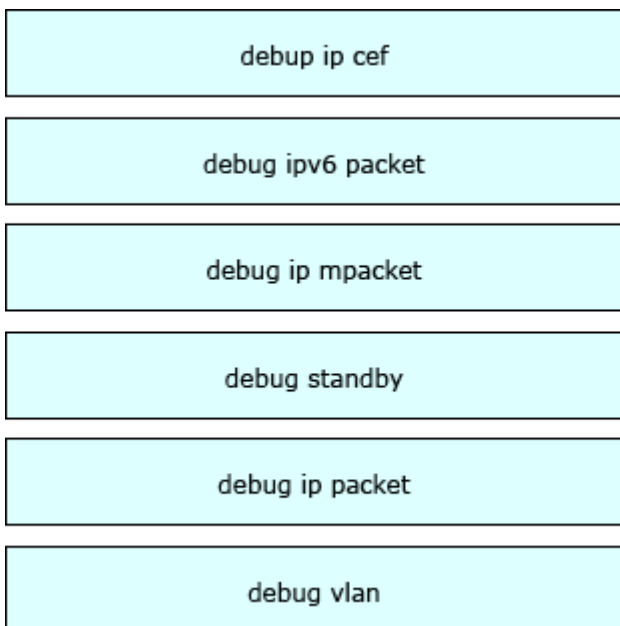 debup ip cef
debug ipv6 packet
debug ip mpacket
debug standby
debug ip packet
debug vlan